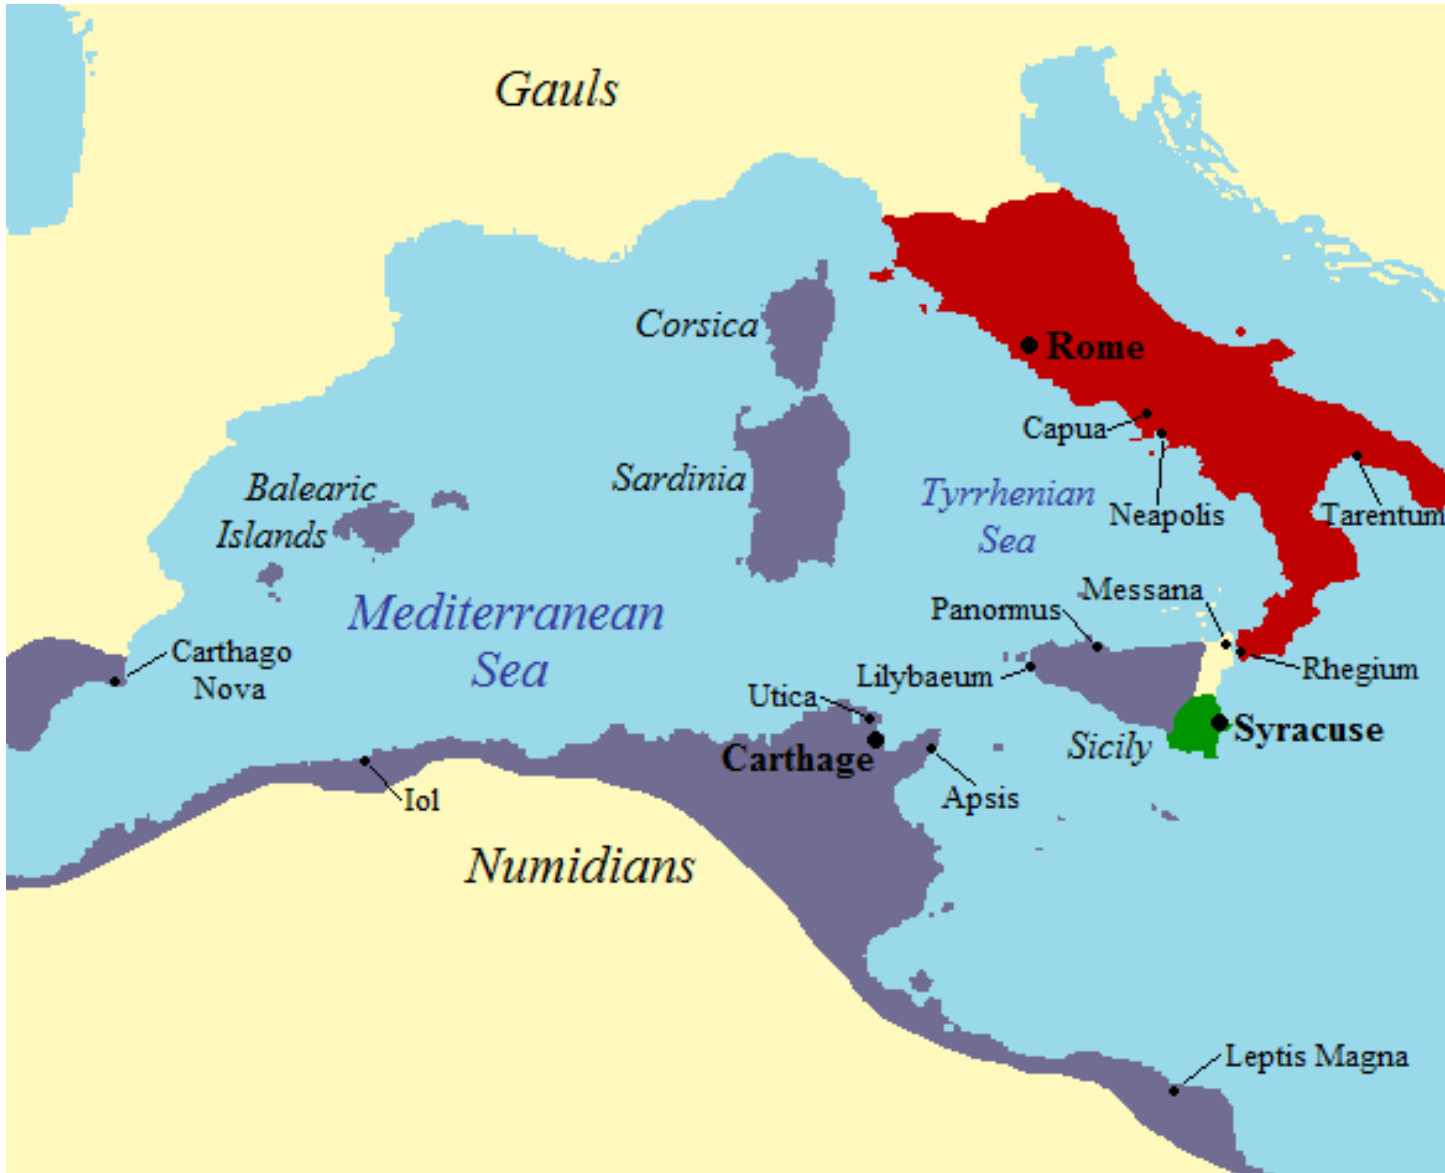 Gauls
Corsica
Rome
Capua
Balearic
Islands
Sardinia
Tyrrhenian
Sea
Neapolis
Tarentum
Messana
Panormus
Mediterranean
Sea
Carthago
Nova
Lilybaeum
Rhegium
Utica
Syracuse
Sicily
Carthage
Apsis
Iol
Numidians
Leptis Magna